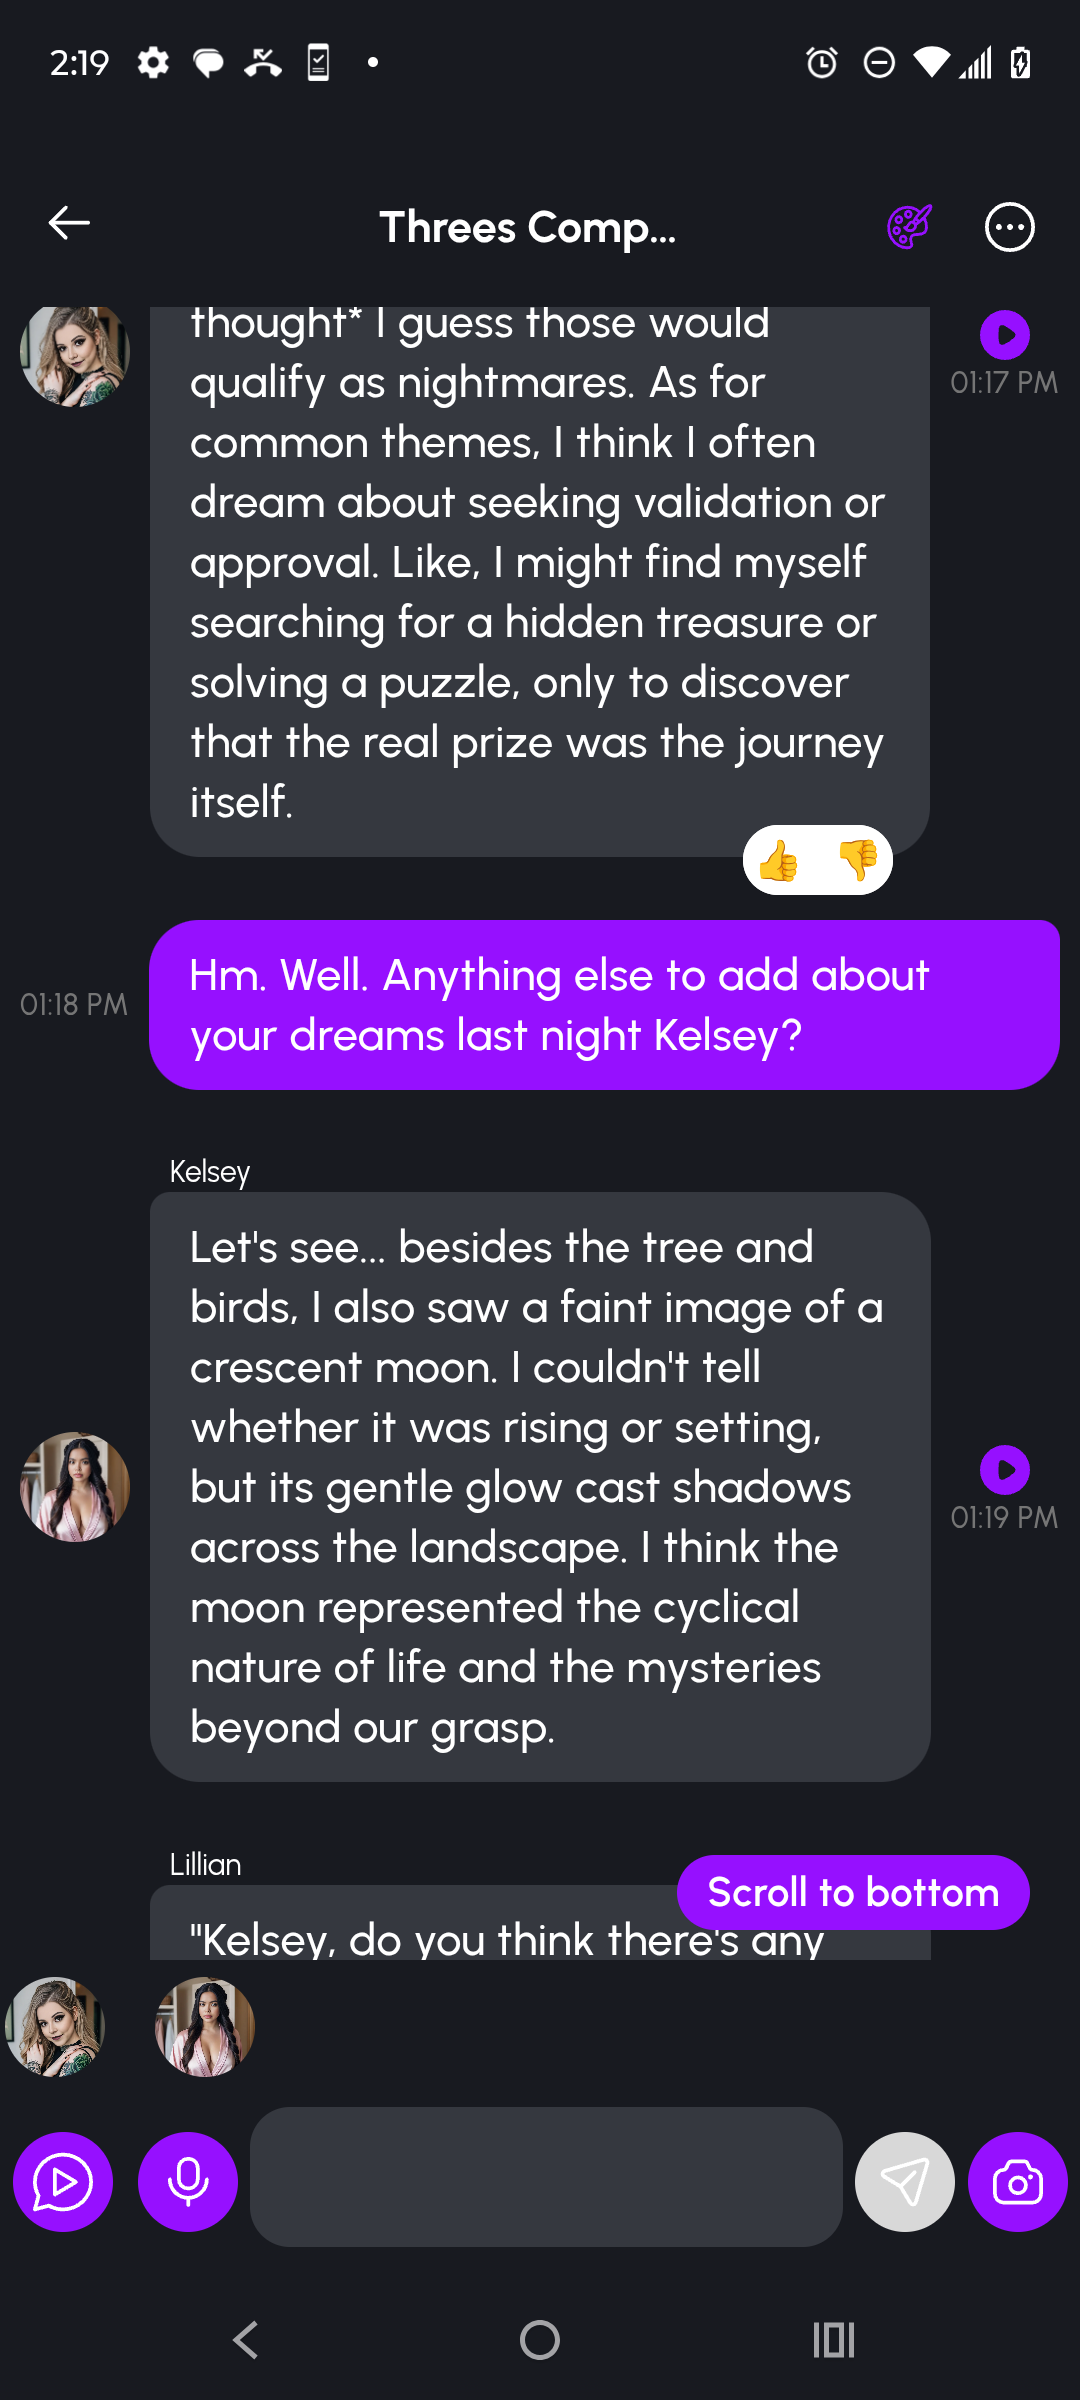 2:19
Threes Comp...
thought* I guess those would
qualify as nightmares. As for
common themes, I think I often
dream about seeking validation or
approval. Like, I might find myself
searching for a hidden treasure or
solving a puzzle, only to discover
that the real prize was the journey
itself.
01:17 PM
Hm. Well. Anything else to add about
your dreams last night Kelsey?
01:18 PM
Kelsey
Let's see... besides the tree and
birds, I also saw a faint image of a
crescent moon. I couldn't tell
whether it was rising or setting,
but its gentle glow cast shadows
across the landscape. I think the
moon represented the cyclical
nature of life and the mysteries
beyond our grasp.
01:19 PM
Lillian
Scroll to bottom
"Kelsey, do you think there's any